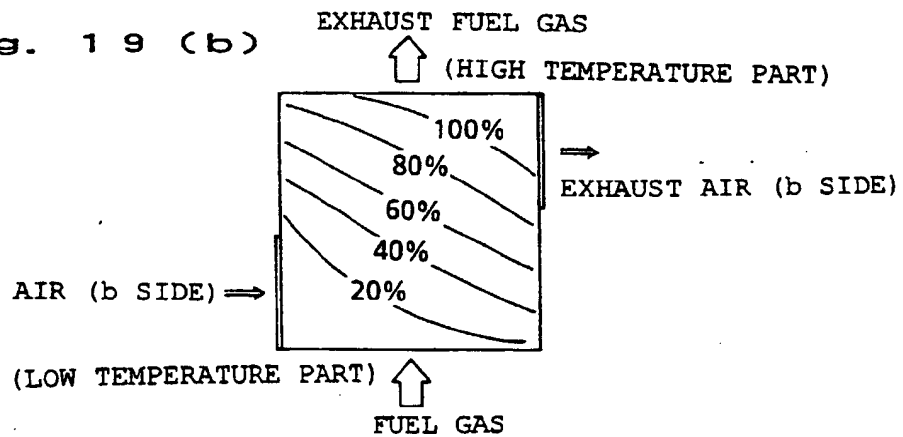 g. 19 (b)
EXHAUST FUEL GAS
(HIGH TEMPERATURE PART)
100%
80%
60%
40%
20%
EXHAUST AIR (b SIDE)
AIR (b SIDE)
(LOW TEMPERATURE PART)
FUEL GAS